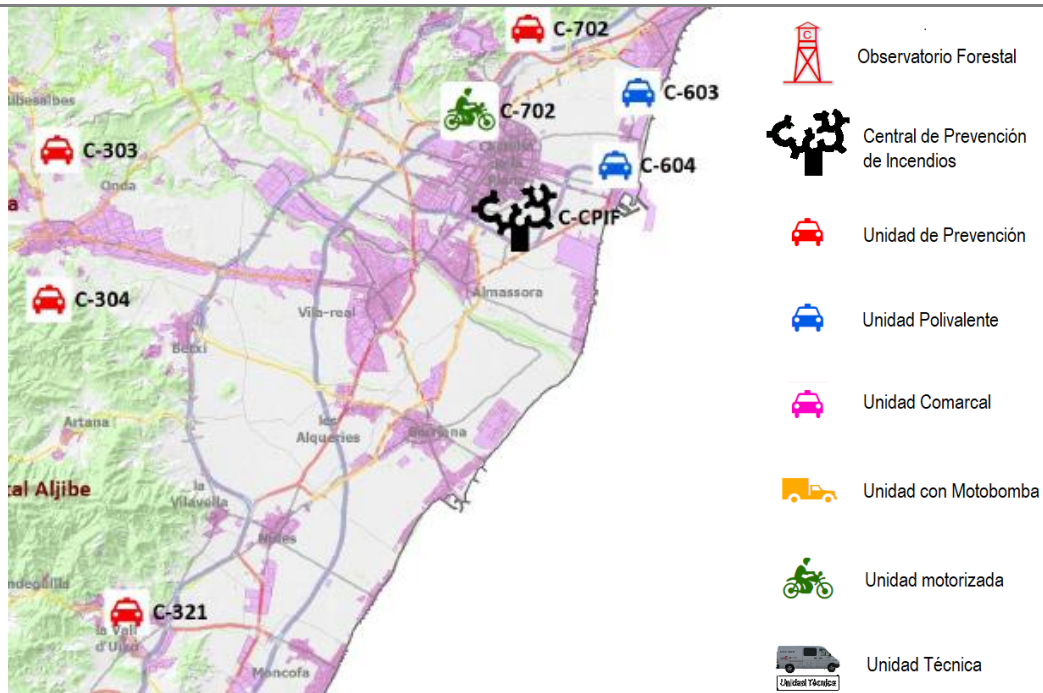 C-702
C-603
C-702
C-303
C-604
Onda
C-CPIF
C-304
Almassora
Vila-real
Betxí
Artana
les
Alqueries
Borriana
tal Aljibe
la
Vilavella
Nules
C-321
la Vall
d'Uixó
Moncofa
C
Observatorio Forestal
Central de Prevención
de Incendios
Unidad de Prevención
Unidad Polivalente
Unidad Comarcal
Unidad con Motobomba
Unidad motorizada
Unidad Técnica
Unidad Técnica